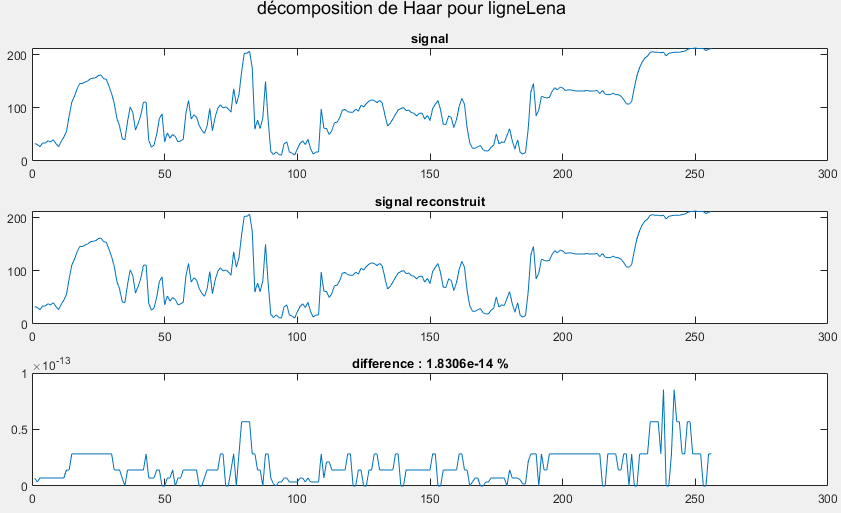 décomposition de Haar pour ligneLena
signal
200
100
0
0 50 100 150 200 250 300
signal reconstruit
200
100
0
0 50 100 150 200 250 300
×10-13
difference : 1.8306e-14 %
1
0.5
0
0 50 100 150 200 250 300